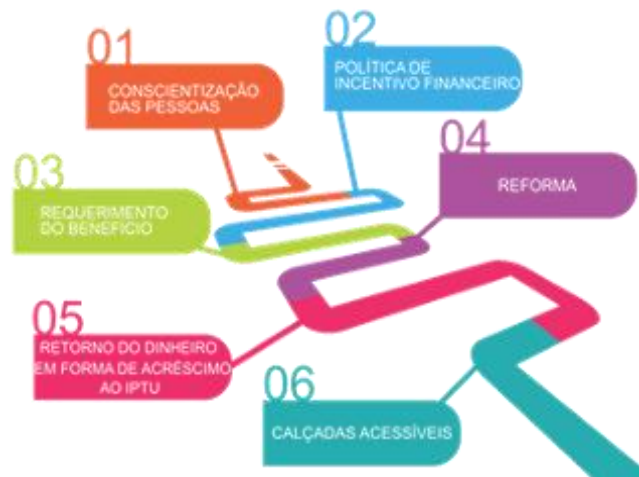 01
CONSCIENTIZAÇÃO
DAS PESSOAS
02
POLÍTICA DE
INCENTIVO FINANCEIRO
03
REQUERIMENTO
DO BENEFICIO
04
REFORMA
05
RETORNO DO DINHEIRO
EM FORMA DE ACRÉSCIMO
AO IPTU
06
CALÇADAS ACESSÍVEIS